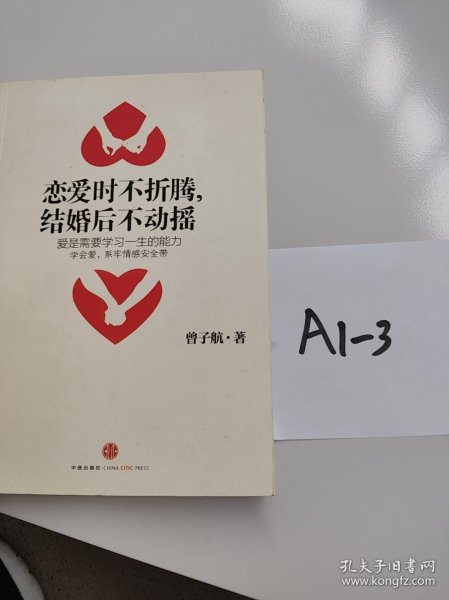 恋爱时不折腾，
结婚后不动摇
爱是需要学习一生的能力
学会爱，系牢情感安全带
曾子航·著
A1-3
中信出版社·CHINA CITIC PRESS
孔夫子旧书网
www.kongfz.com